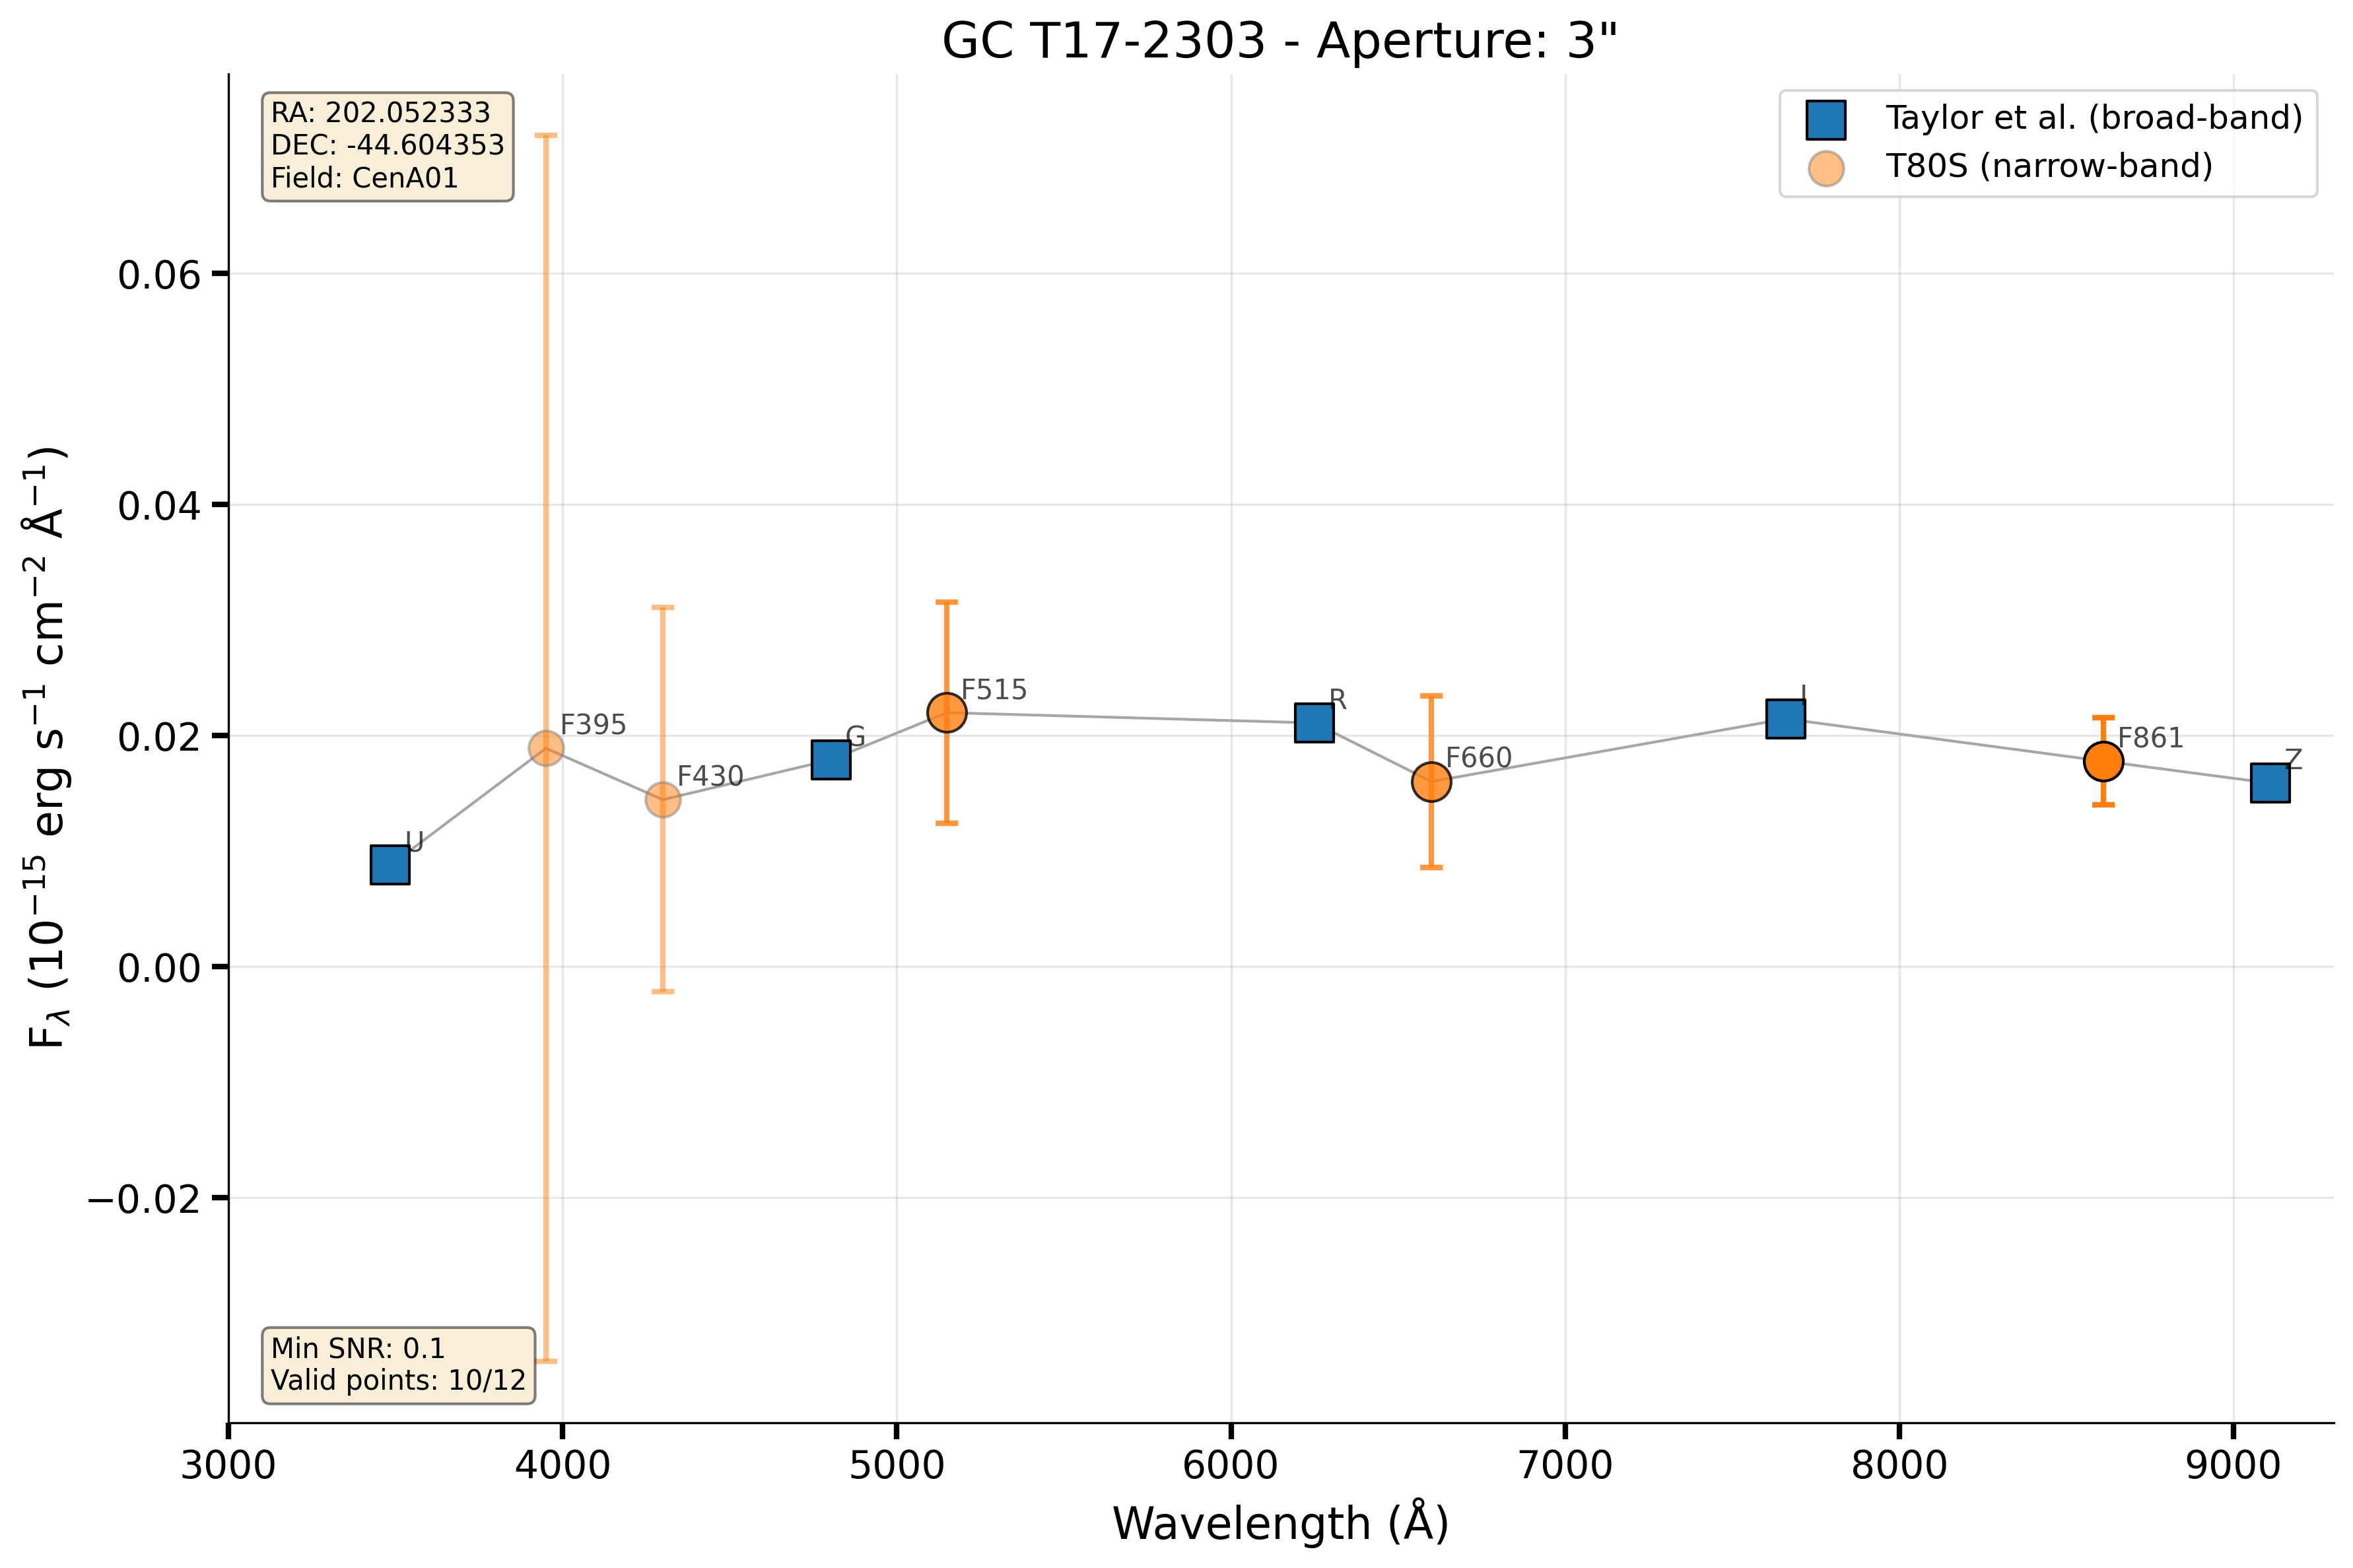 GC T17-2303 - Aperture: 3"
RA: 202.052333
DEC: -44.604353
Field: CenA01
Taylor et al. (broad-band)
T80S (narrow-band)
0.06
0.04
0.02
0.00
−0.02
F_λ (10⁻¹⁵ erg s⁻¹ cm⁻² Å⁻¹)
U
F395
F430
G
F515
R
F660
I
F861
Z
Min SNR: 0.1
Valid points: 10/12
3000 4000 5000 6000 7000 8000 9000
Wavelength (Å)